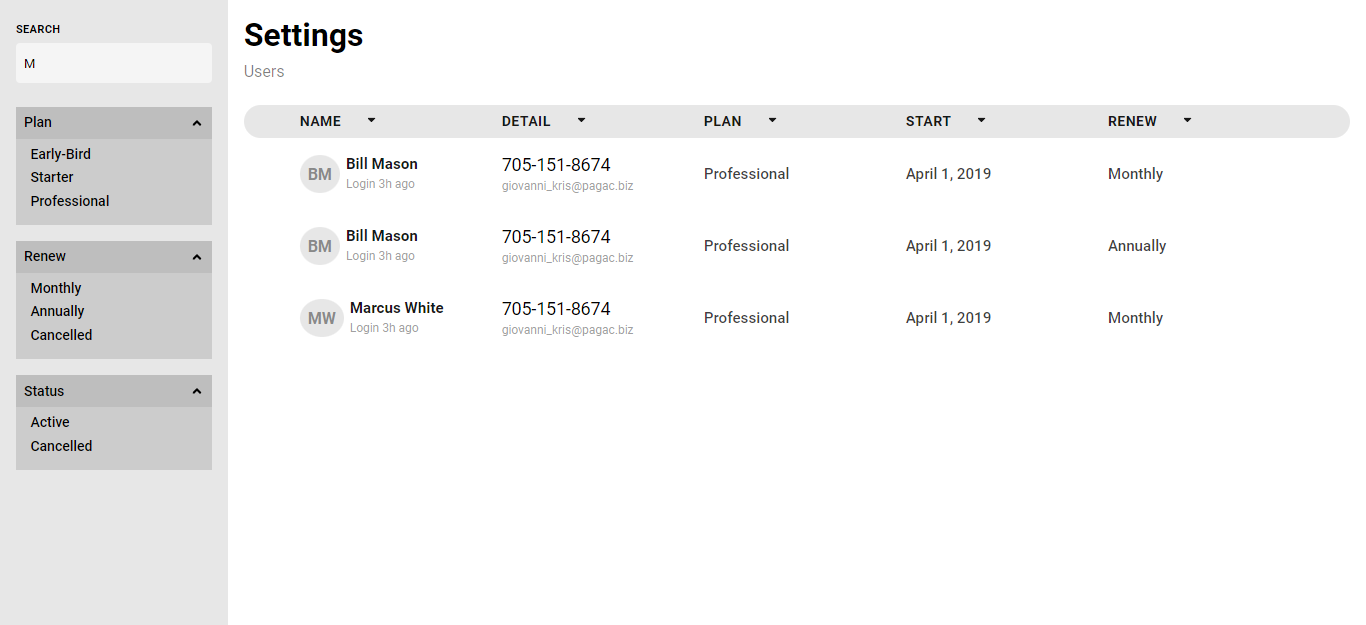 SEARCH
M
Plan
Early-Bird
Starter
Professional
Renew
Monthly
Annually
Cancelled
Status
Active
Cancelled
Settings
Users
NAME DETAIL PLAN START RENEW
BM Bill Mason 705-151-8674 Professional April 1, 2019 Monthly
Login 3h ago giovanni_kris@pagac.biz
BM Bill Mason 705-151-8674 Professional April 1, 2019 Annually
Login 3h ago giovanni_kris@pagac.biz
MW Marcus White 705-151-8674 Professional April 1, 2019 Monthly
Login 3h ago giovanni_kris@pagac.biz